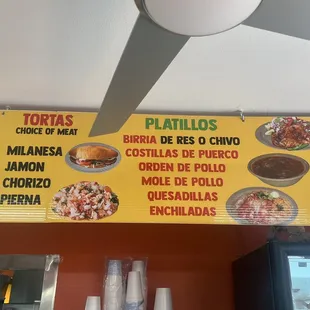 TORTAS
CHOICE OF MEAT
MILANESA
JAMON
CHORIZO
PIERNA
PLATILLOS
BIRRIA DE RES O CHIVO
COSTILLAS DE PUERCO
ORDEN DE POLLO
MOLE DE POLLO
QUESADILLAS
ENCHILADAS